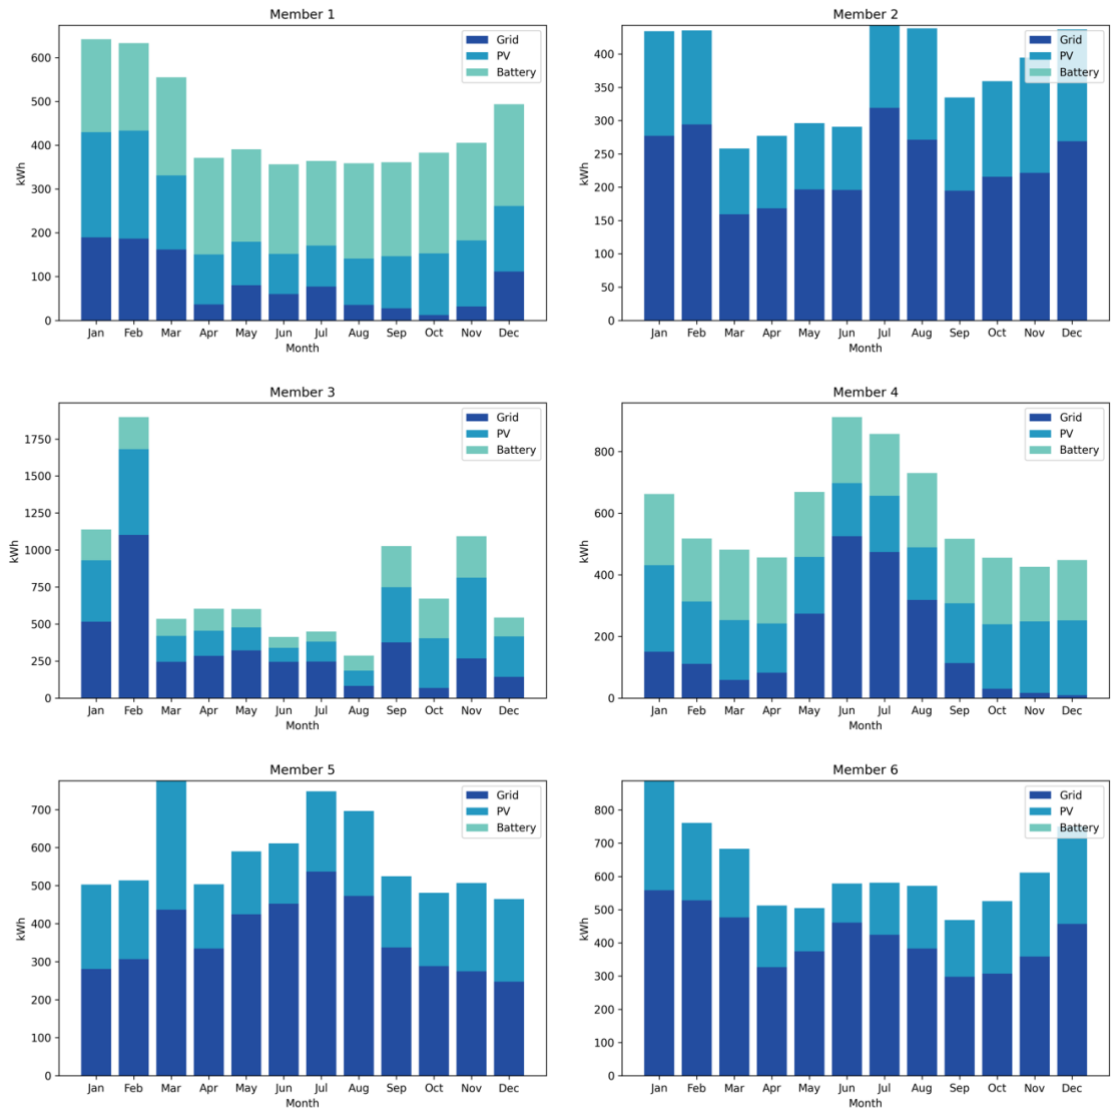 Member 1
Grid
PV
Battery
600
500
400
300
200
100
0
kWh
Jan Feb Mar Apr May Jun Jul Aug Sep Oct Nov Dec
Month
Member 2
Grid
PV
Battery
400
350
300
250
200
150
100
50
0
kWh
Jan Feb Mar Apr May Jun Jul Aug Sep Oct Nov Dec
Month
Member 3
Grid
PV
Battery
1750
1500
1250
1000
750
500
250
0
kWh
Jan Feb Mar Apr May Jun Jul Aug Sep Oct Nov Dec
Month
Member 4
Grid
PV
Battery
800
600
400
200
0
kWh
Jan Feb Mar Apr May Jun Jul Aug Sep Oct Nov Dec
Month
Member 5
Grid
PV
Battery
700
600
500
400
300
200
100
0
kWh
Jan Feb Mar Apr May Jun Jul Aug Sep Oct Nov Dec
Month
Member 6
Grid
PV
Battery
800
700
600
500
400
300
200
100
0
kWh
Jan Feb Mar Apr May Jun Jul Aug Sep Oct Nov Dec
Month